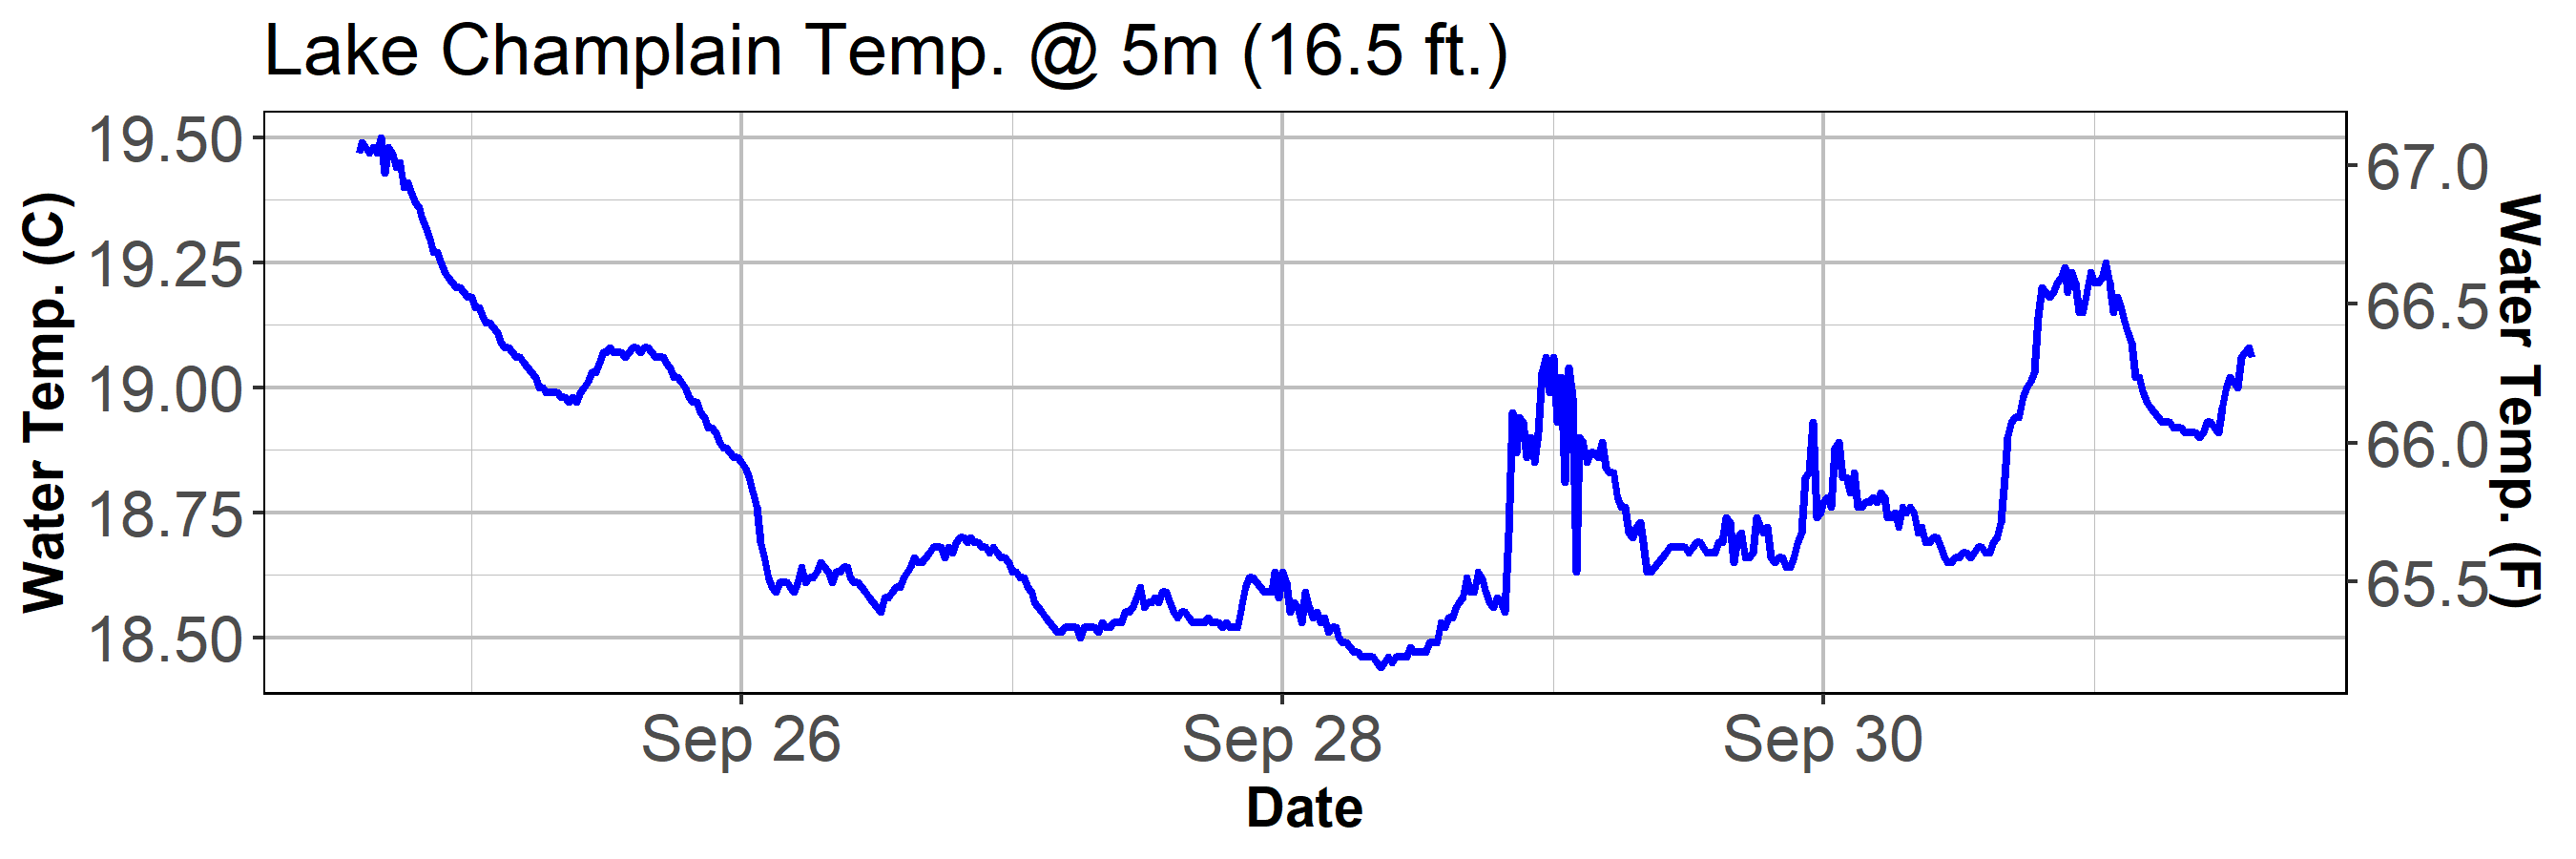 Lake Champlain Temp. @ 5m (16.5 ft.)
Water Temp. (C)
19.50
19.25
19.00
18.75
18.50
67.0
66.5
66.0
65.5
Water Temp. (F)
Sep 26 Sep 28 Sep 30
Date